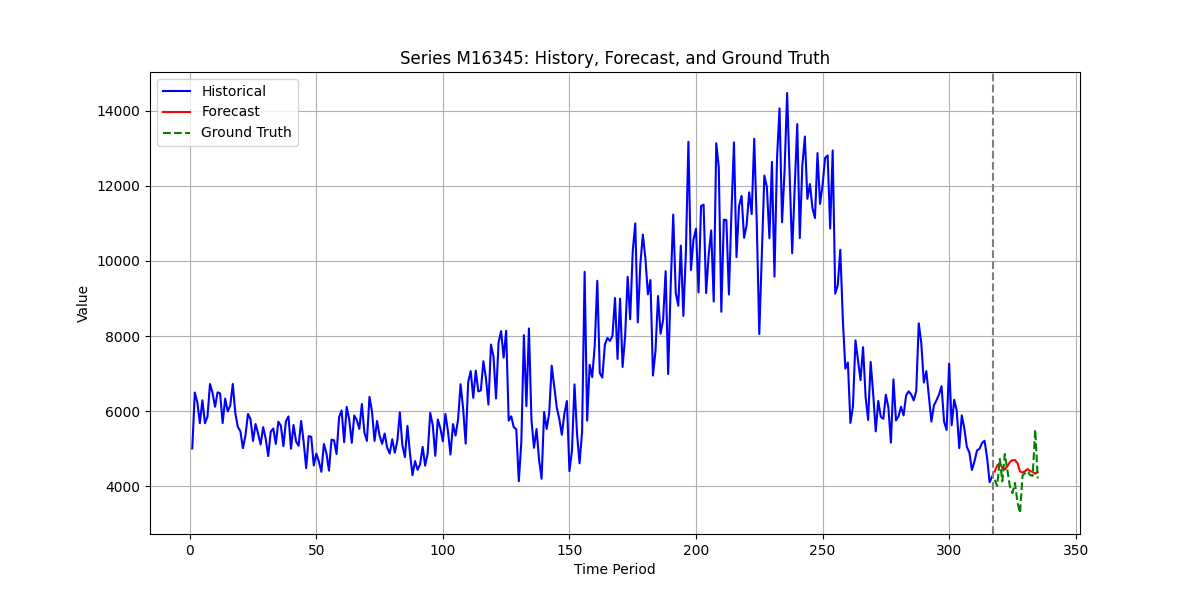 Series M16345: History, Forecast, and Ground Truth
Historical
Forecast
Ground Truth
Value
14000
12000
10000
8000
6000
4000
0 50 100 150 200 250 300 350
Time Period